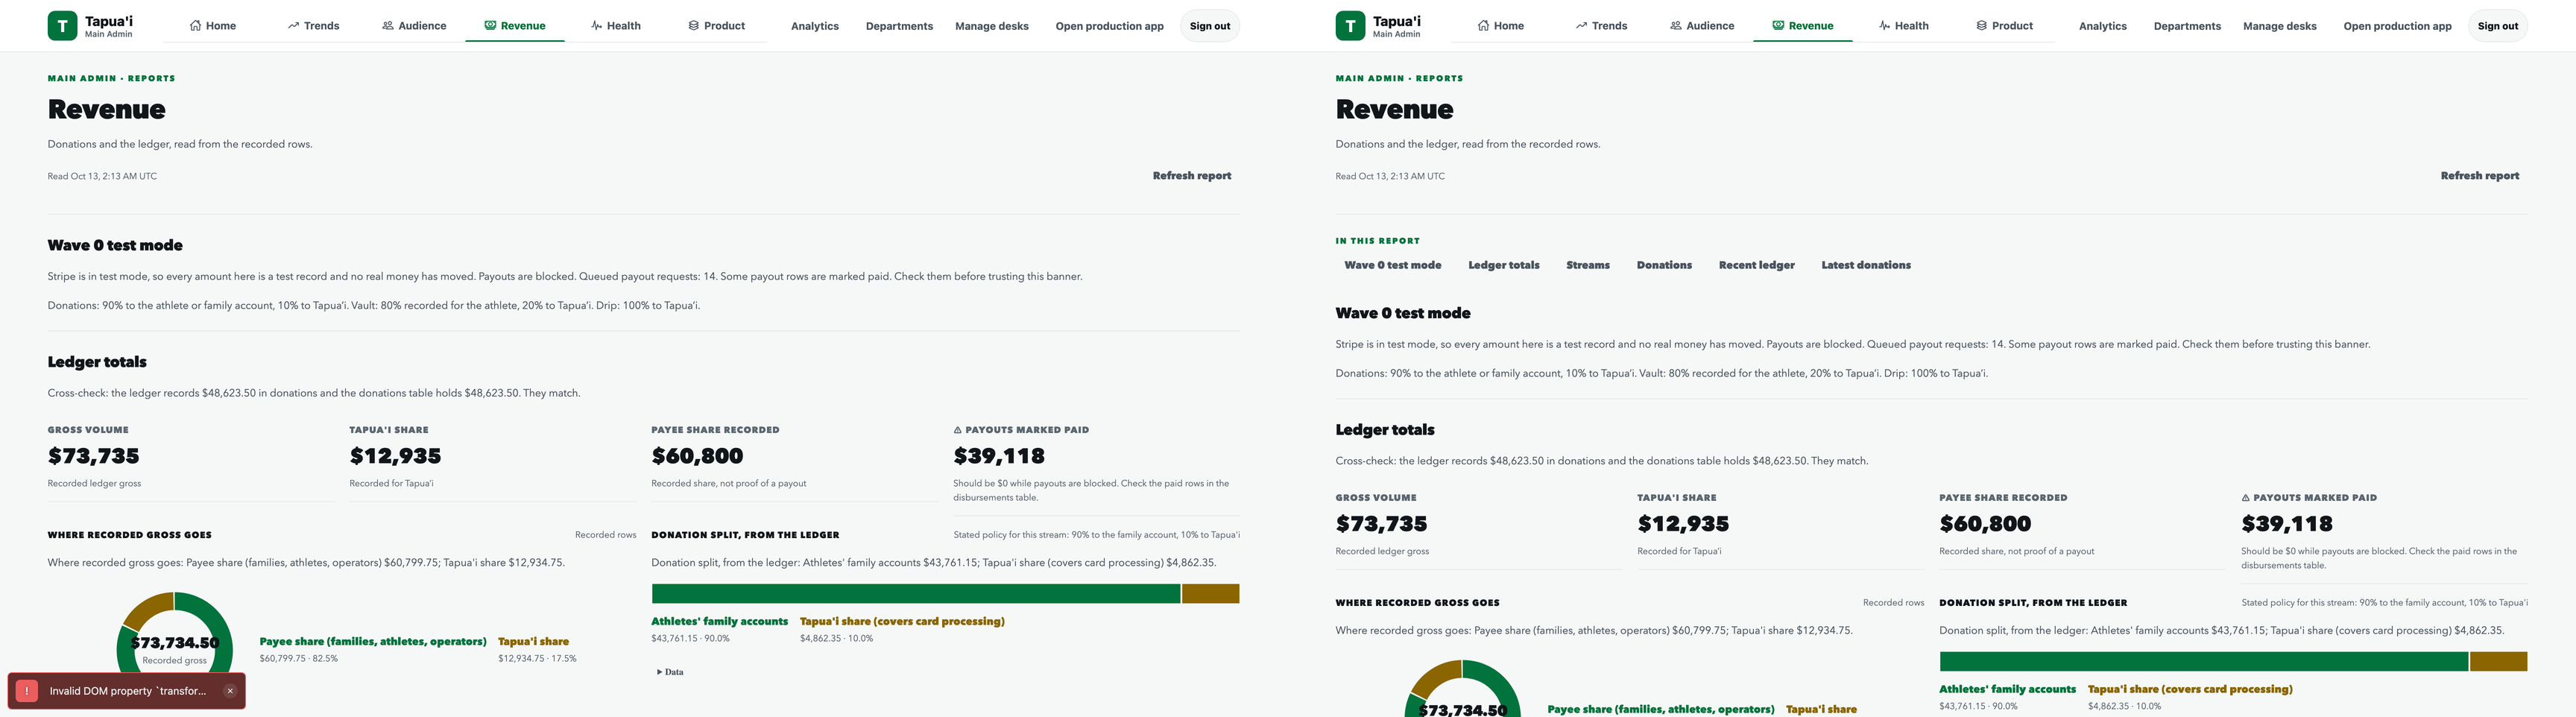 T
Tapua'i
Main Admin
Home
Trends
Audience
Revenue
Health
Product
Analytics
Departments
Manage desks
Open production app
Sign out
MAIN ADMIN · REPORTS
Revenue
Donations and the ledger, read from the recorded rows.
Read Oct 13, 2:13 AM UTC
Refresh report
Wave 0 test mode
Stripe is in test mode, so every amount here is a test record and no real money has moved. Payouts are blocked. Queued payout requests: 14. Some payout rows are marked paid. Check them before trusting this banner.
Donations: 90% to the athlete or family account, 10% to Tapua'i. Vault: 80% recorded for the athlete, 20% to Tapua'i. Drip: 100% to Tapua'i.
Ledger totals
Cross-check: the ledger records $48,623.50 in donations and the donations table holds $48,623.50. They match.
GROSS VOLUME
$73,735
Recorded ledger gross
TAPUA'I SHARE
$12,935
Recorded for Tapua'i
PAYEE SHARE RECORDED
$60,800
Recorded share, not proof of a payout
⚠ PAYOUTS MARKED PAID
$39,118
Should be $0 while payouts are blocked. Check the paid rows in the
disbursements table.
WHERE RECORDED GROSS GOES
Recorded rows
Where recorded gross goes: Payee share (families, athletes, operators) $60,799.75; Tapua'i share $12,934.75.
$73,734.50
Recorded gross
Payee share (families, athletes, operators)
$60,799.75 · 82.5%
Tapua'i share
$12,934.75 · 17.5%
DONATION SPLIT, FROM THE LEDGER
Stated policy for this stream: 90% to the family account, 10% to Tapua'i
Donation split, from the ledger: Athletes' family accounts $43,761.15; Tapua'i share (covers card processing) $4,862.35.
Athletes' family accounts
$43,761.15 · 90.0%
Tapua'i share (covers card processing)
$4,862.35 · 10.0%
▶ Data
! Invalid DOM property `transfor... ×
T
Tapua'i
Main Admin
Home
Trends
Audience
Revenue
Health
Product
Analytics
Departments
Manage desks
Open production app
Sign out
MAIN ADMIN · REPORTS
Revenue
Donations and the ledger, read from the recorded rows.
Read Oct 13, 2:13 AM UTC
Refresh report
IN THIS REPORT
Wave 0 test mode
Ledger totals
Streams
Donations
Recent ledger
Latest donations
Wave 0 test mode
Stripe is in test mode, so every amount here is a test record and no real money has moved. Payouts are blocked. Queued payout requests: 14. Some payout rows are marked paid. Check them before trusting this banner.
Donations: 90% to the athlete or family account, 10% to Tapua'i. Vault: 80% recorded for the athlete, 20% to Tapua'i. Drip: 100% to Tapua'i.
Ledger totals
Cross-check: the ledger records $48,623.50 in donations and the donations table holds $48,623.50. They match.
GROSS VOLUME
$73,735
Recorded ledger gross
TAPUA'I SHARE
$12,935
Recorded for Tapua'i
PAYEE SHARE RECORDED
$60,800
Recorded share, not proof of a payout
⚠ PAYOUTS MARKED PAID
$39,118
Should be $0 while payouts are blocked. Check the paid rows in the
disbursements table.
WHERE RECORDED GROSS GOES
Recorded rows
Where recorded gross goes: Payee share (families, athletes, operators) $60,799.75; Tapua'i share $12,934.75.
$73,734.50
Payee share (families, athletes, operators)
Tapua'i share
DONATION SPLIT, FROM THE LEDGER
Stated policy for this stream: 90% to the family account, 10% to Tapua'i
Donation split, from the ledger: Athletes' family accounts $43,761.15; Tapua'i share (covers card processing) $4,862.35.
Athletes' family accounts
$43,761.15 · 90.0%
Tapua'i share (covers card processing)
$4,862.35 · 10.0%